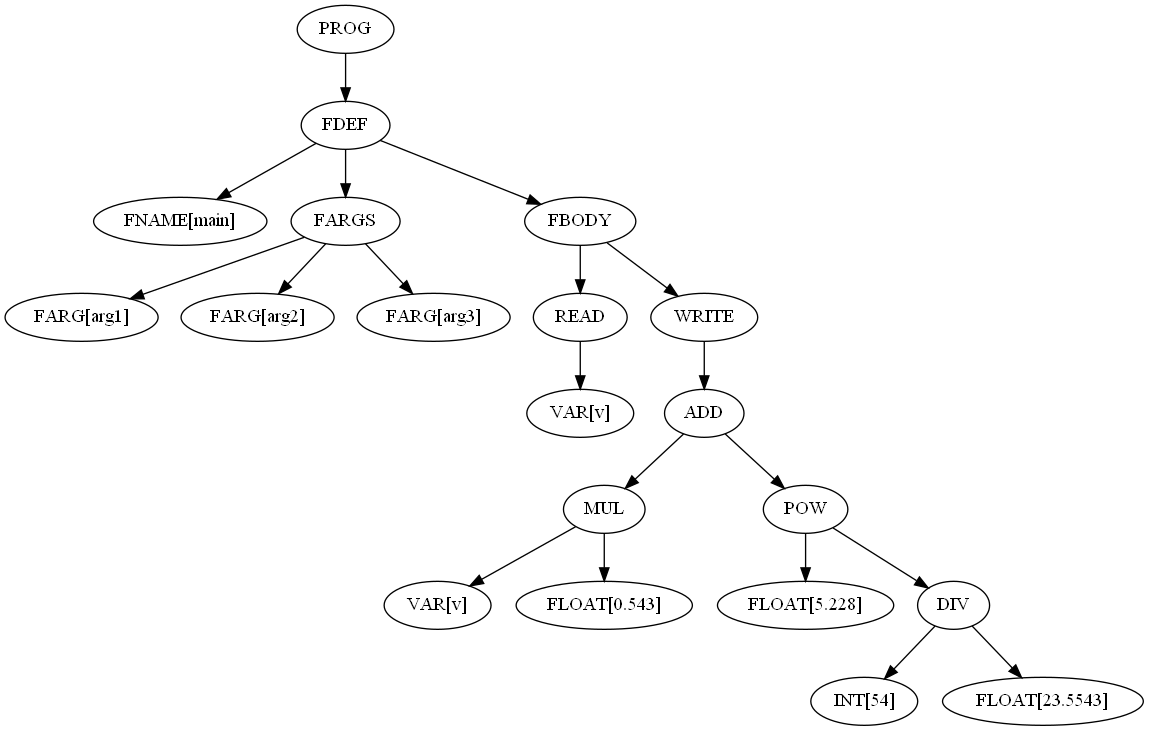 PROG
FDEF
FNAME[main]
FARGS
FBODY
FARG[arg1]
FARG[arg2]
FARG[arg3]
READ
WRITE
VAR[v]
ADD
MUL
POW
VAR[v]
FLOAT[0.543]
FLOAT[5.228]
DIV
INT[54]
FLOAT[23.5543]